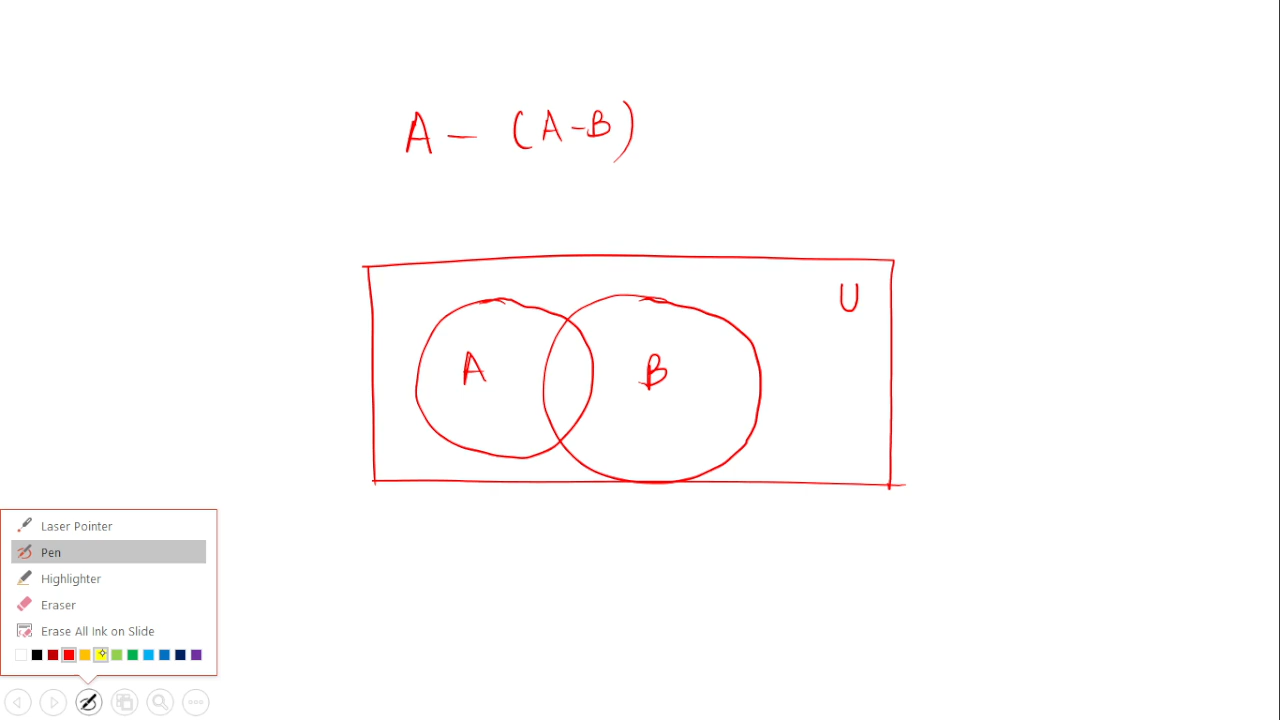 A - (A-B)
U
A
B
Laser Pointer
Pen
Highlighter
Eraser
Erase All Ink on Slide